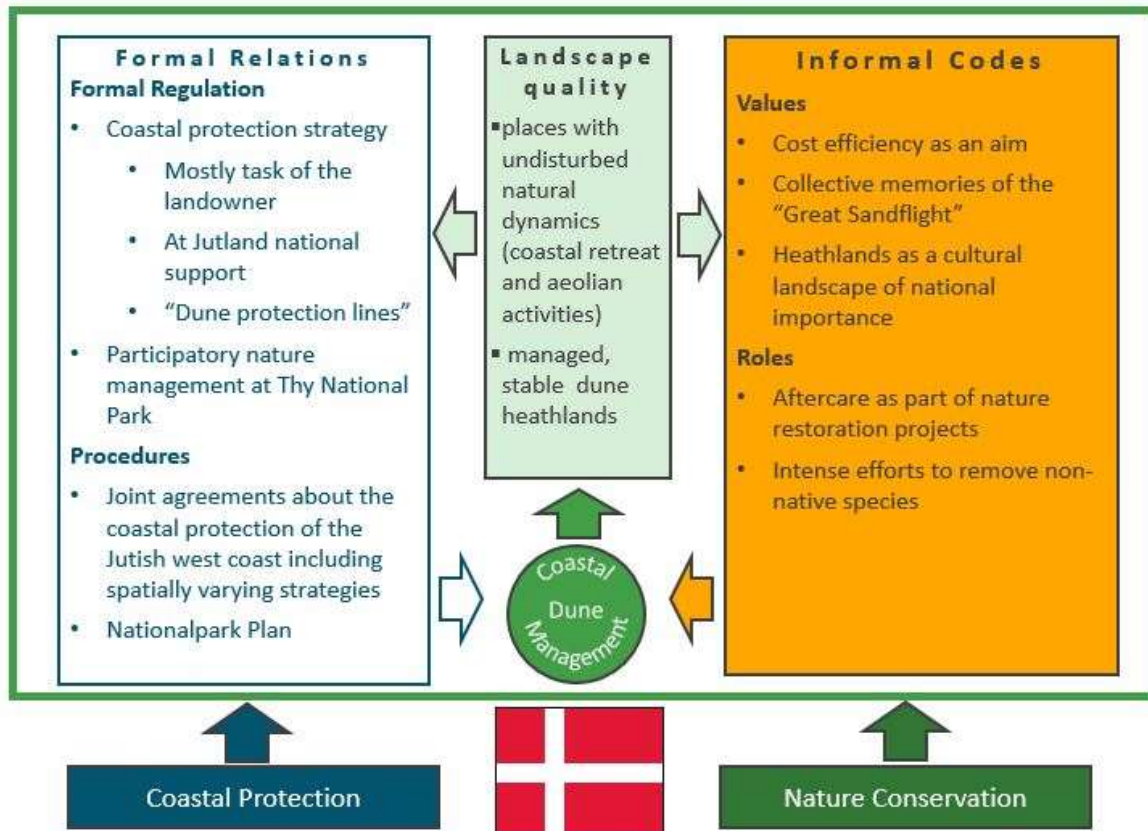 Formal Relations
Formal Regulation
• Coastal protection strategy
• Mostly task of the
landowner
• At Jutland national
support
• “Dune protection lines”
• Participatory nature
management at Thy National
Park
Procedures
• Joint agreements about the
coastal protection of the
Jutish west coast including
spatially varying strategies
• Nationalpark Plan
Landscape
quality
▪places with
undisturbed
natural
dynamics
(coastal retreat
and aeolian
activities)
▪ managed,
stable dune
heathlands
Coastal
Dune
Management
Informal Codes
Values
• Cost efficiency as an aim
• Collective memories of the
“Great Sandflight”
• Heathlands as a cultural
landscape of national
importance
Roles
• Aftercare as part of nature
restoration projects
• Intense efforts to remove non-
native species
Coastal Protection
Nature Conservation